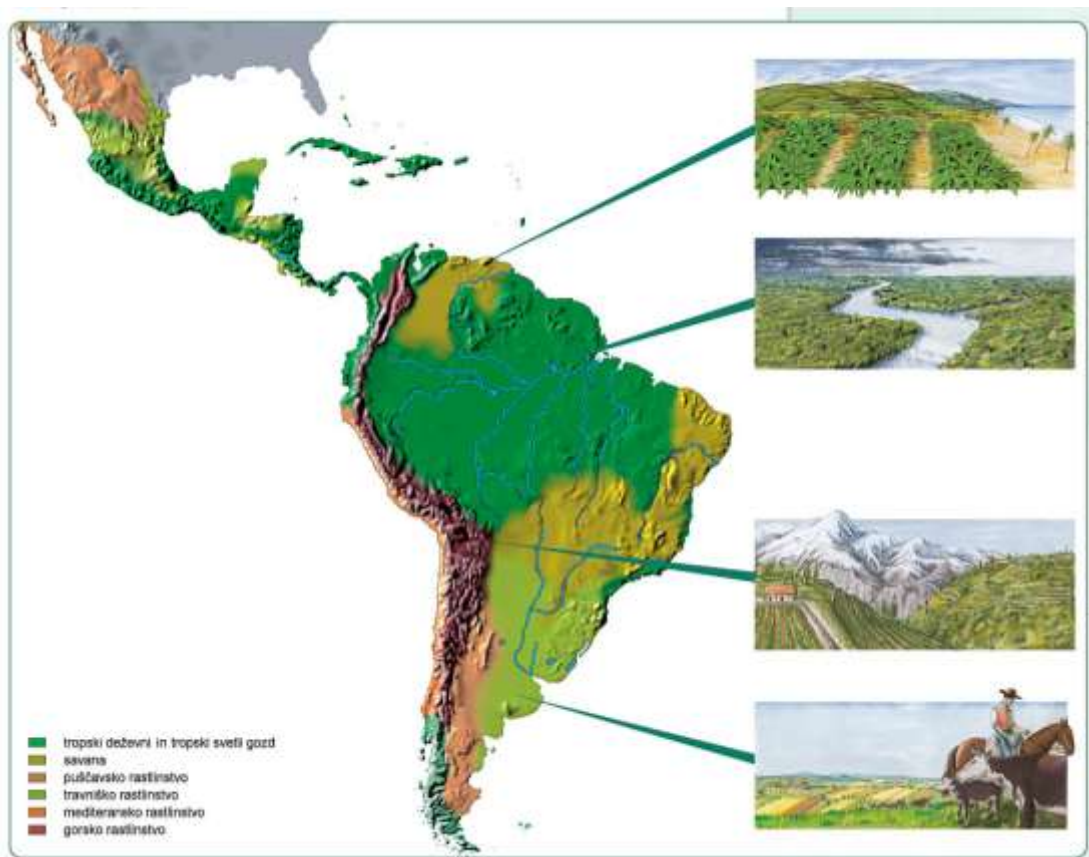 tropski deževni in tropski svetli gozd
savana
puščavsko rastlinstvo
travniško rastlinstvo
mediteransko rastlinstvo
gorsko rastlinstvo